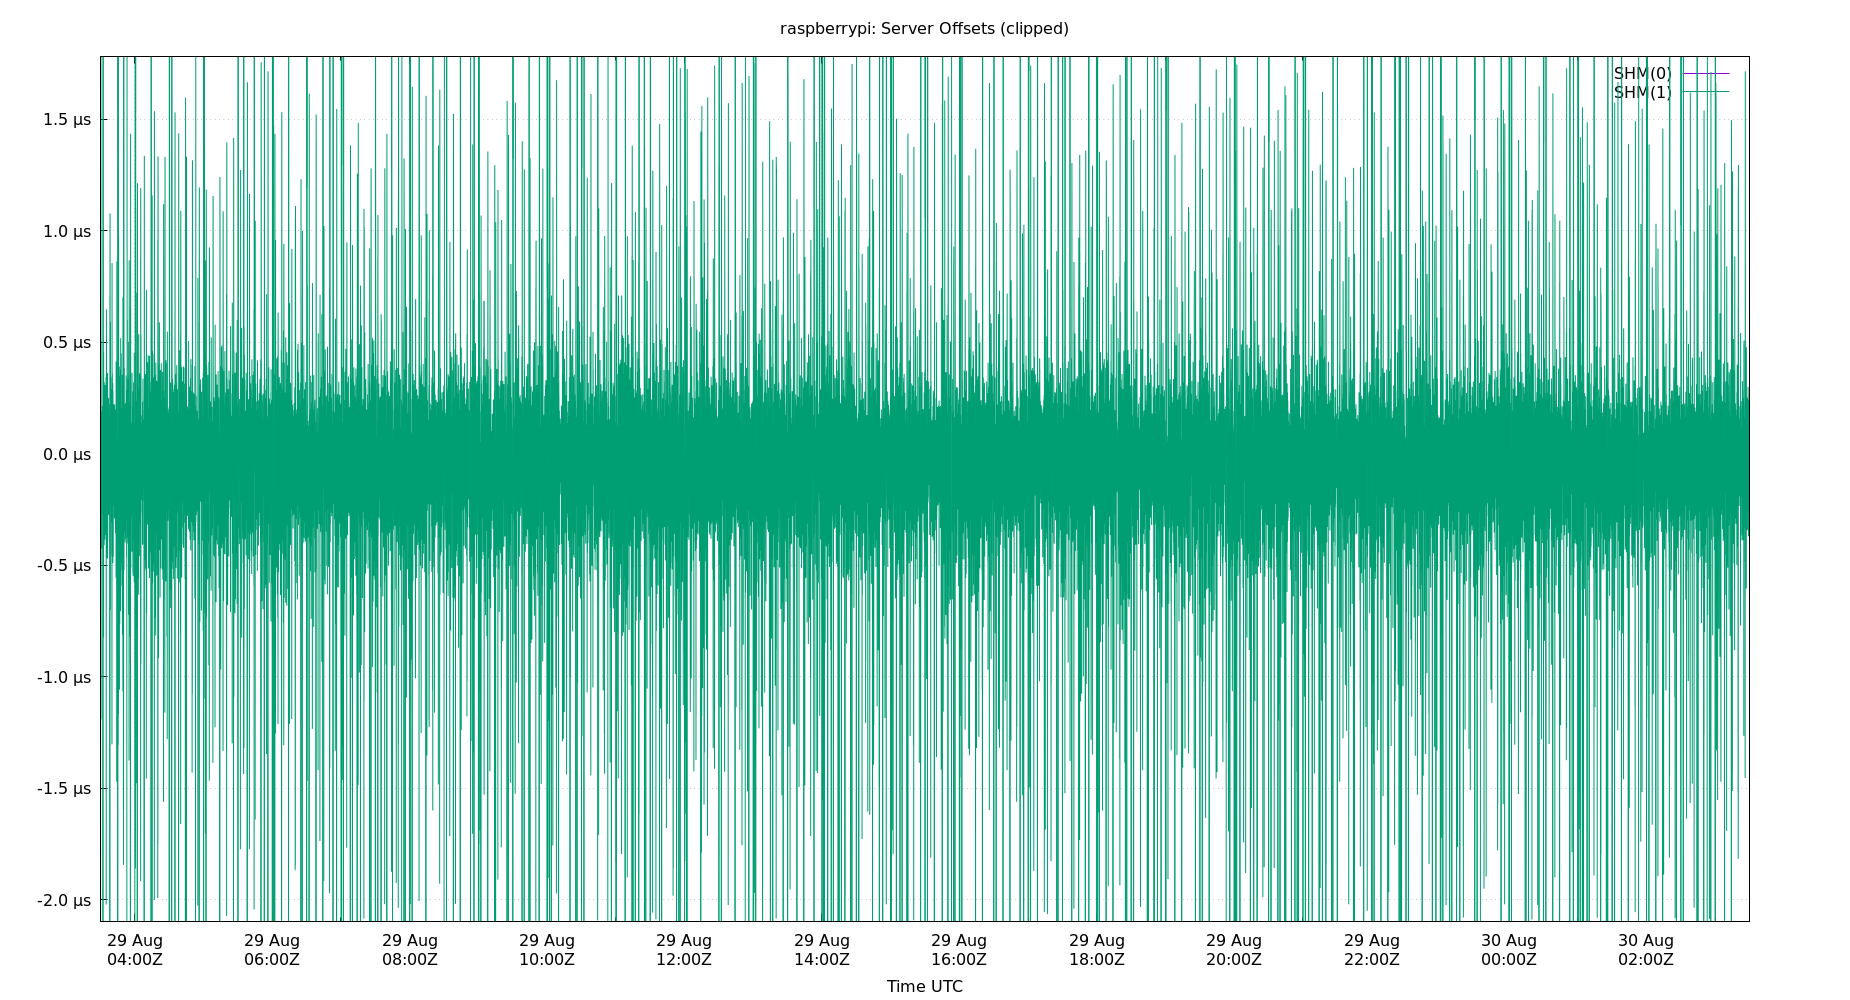 raspberrypi: Server Offsets (clipped)
SHM(0)
SHM(1)
1.5 µs
1.0 µs
0.5 µs
0.0 µs
-0.5 µs
-1.0 µs
-1.5 µs
-2.0 µs
29 Aug 29 Aug 29 Aug 29 Aug 29 Aug 29 Aug 29 Aug 29 Aug 29 Aug 29 Aug 30 Aug 30 Aug
04:00Z 06:00Z 08:00Z 10:00Z 12:00Z 14:00Z 16:00Z 18:00Z 20:00Z 22:00Z 00:00Z 02:00Z
Time UTC